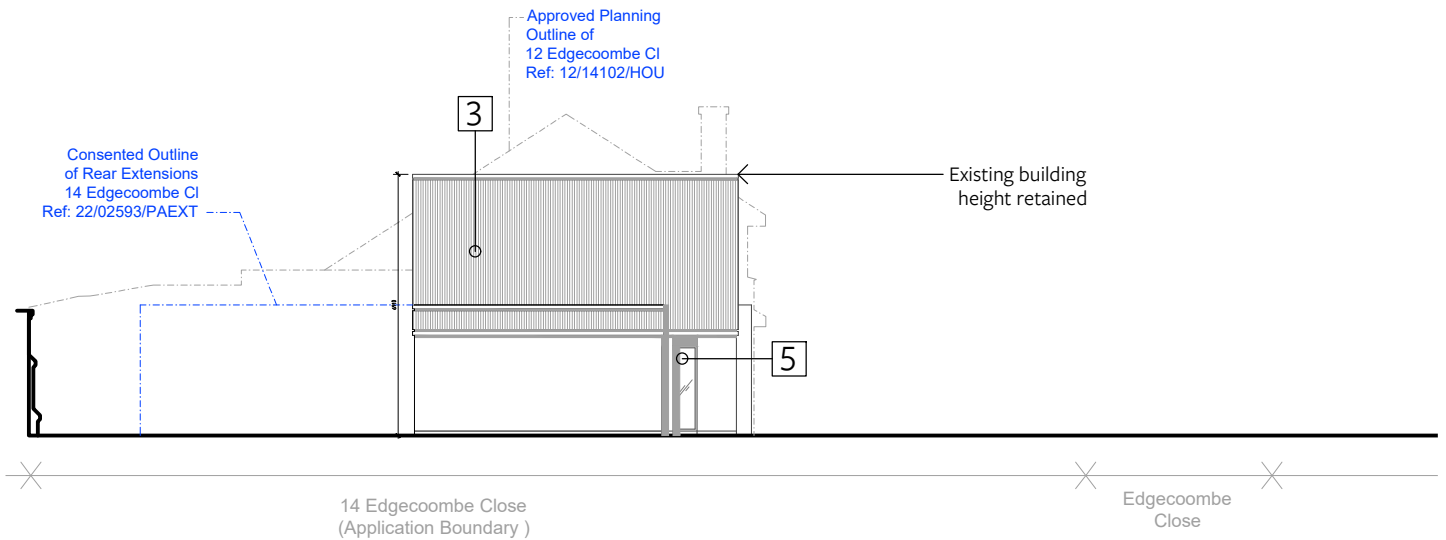 Approved Planning
Outline of
12 Edgecoombe Cl
Ref: 12/14102/HOU
3
Consented Outline
of Rear Extensions
14 Edgecoombe Cl
Ref: 22/02593/PAEXT
Existing building
height retained
5
14 Edgecoombe Close
(Application Boundary )
Edgecoombe
Close